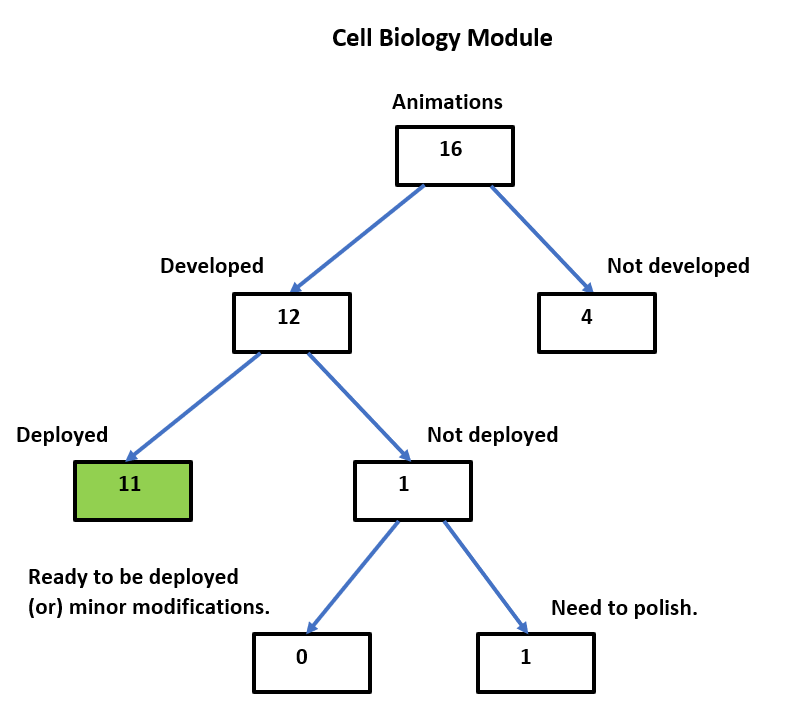 Cell Biology Module
Animations
16
Developed
Not developed
12
4
Deployed
Not deployed
11
1
Ready to be deployed
(or) minor modifications.
Need to polish.
0
1